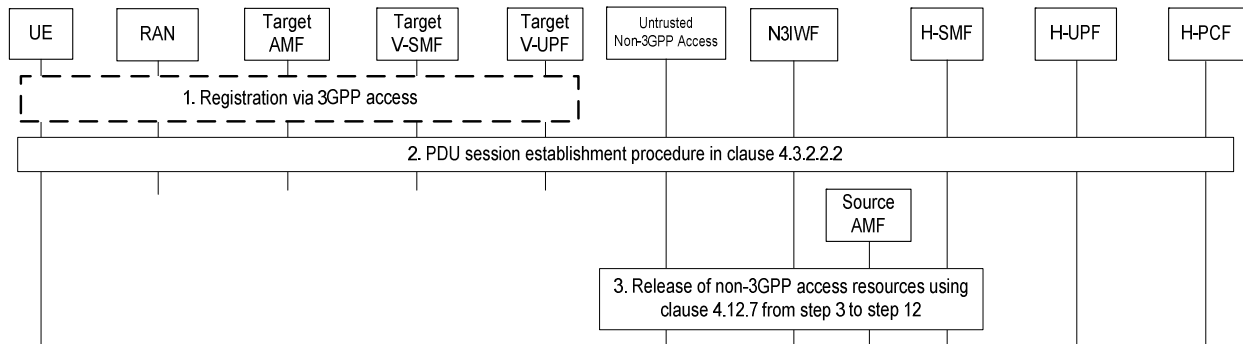 UE
RAN
Target
AMF
Target
V-SMF
Target
V-UPF
Untrusted
Non-3GPP Access
N3IWF
H-SMF
H-UPF
H-PCF
1. Registration via 3GPP access
2. PDU session establishment procedure in clause 4.3.2.2.2
Source
AMF
3. Release of non-3GPP access resources using
clause 4.12.7 from step 3 to step 12